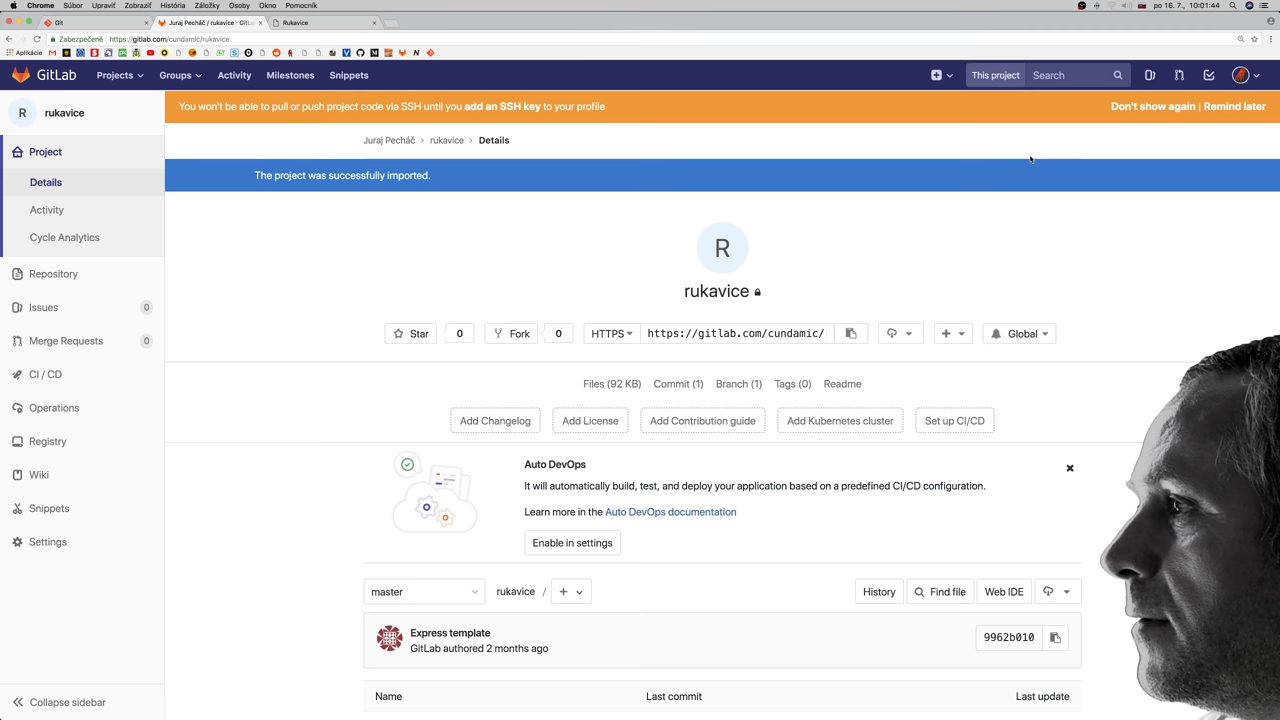 Chrome Súbor Upraviť Zobraziť História Záložky Osoby Okno Pomocník
po 16. 7., 10:01:44
Git
Juraj Pecháč / rukavice · GitLab
Rukavice
Zabezpečené https://gitlab.com/cundamic/rukavice
Aplikácie
GitLab Projects Groups Activity Milestones Snippets
This project Search
R rukavice
You won't be able to pull or push project code via SSH until you add an SSH key to your profile
Don't show again | Remind later
Juraj Pecháč › rukavice › Details
The project was successfully imported.
Project
Details
Activity
Cycle Analytics
Repository
Issues 0
Merge Requests 0
CI / CD
Operations
Registry
Wiki
Snippets
Settings
Collapse sidebar
R
rukavice
Star 0 Fork 0 HTTPS https://gitlab.com/cundamic/ Global
Files (92 KB) Commit (1) Branch (1) Tags (0) Readme
Add Changelog Add License Add Contribution guide Add Kubernetes cluster Set up CI/CD
Auto DevOps
It will automatically build, test, and deploy your application based on a predefined CI/CD configuration.
Learn more in the Auto DevOps documentation
Enable in settings
master rukavice / + History Find file Web IDE
Express template
GitLab authored 2 months ago
9962b010
Name Last commit Last update